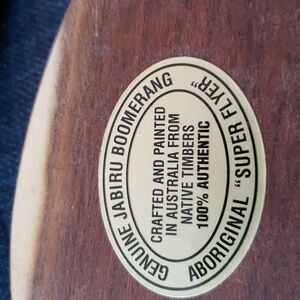 GENUINE JABIRU BOOMERANG
CRAFTED AND PAINTED
IN AUSTRALIA FROM
NATIVE TIMBERS
100% AUTHENTIC
ABORIGINAL "SUPER FLYER"